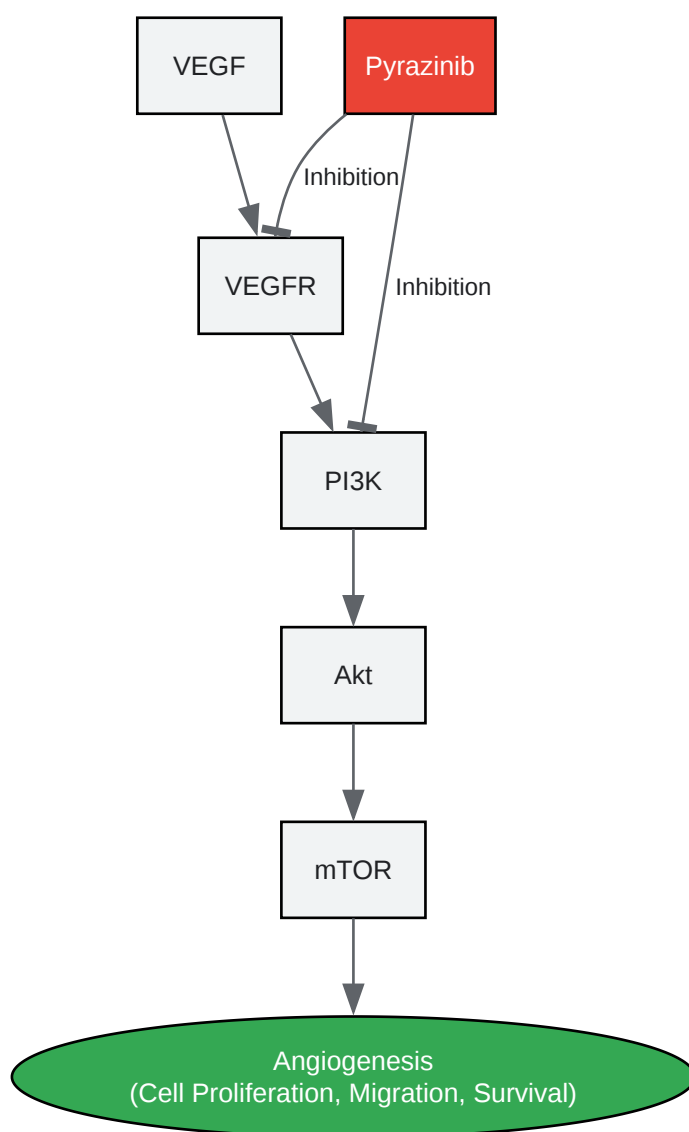 VEGF
Pyrazinib
Inhibition
VEGFR
Inhibition
PI3K
Akt
mTOR
Angiogenesis
(Cell Proliferation, Migration, Survival)